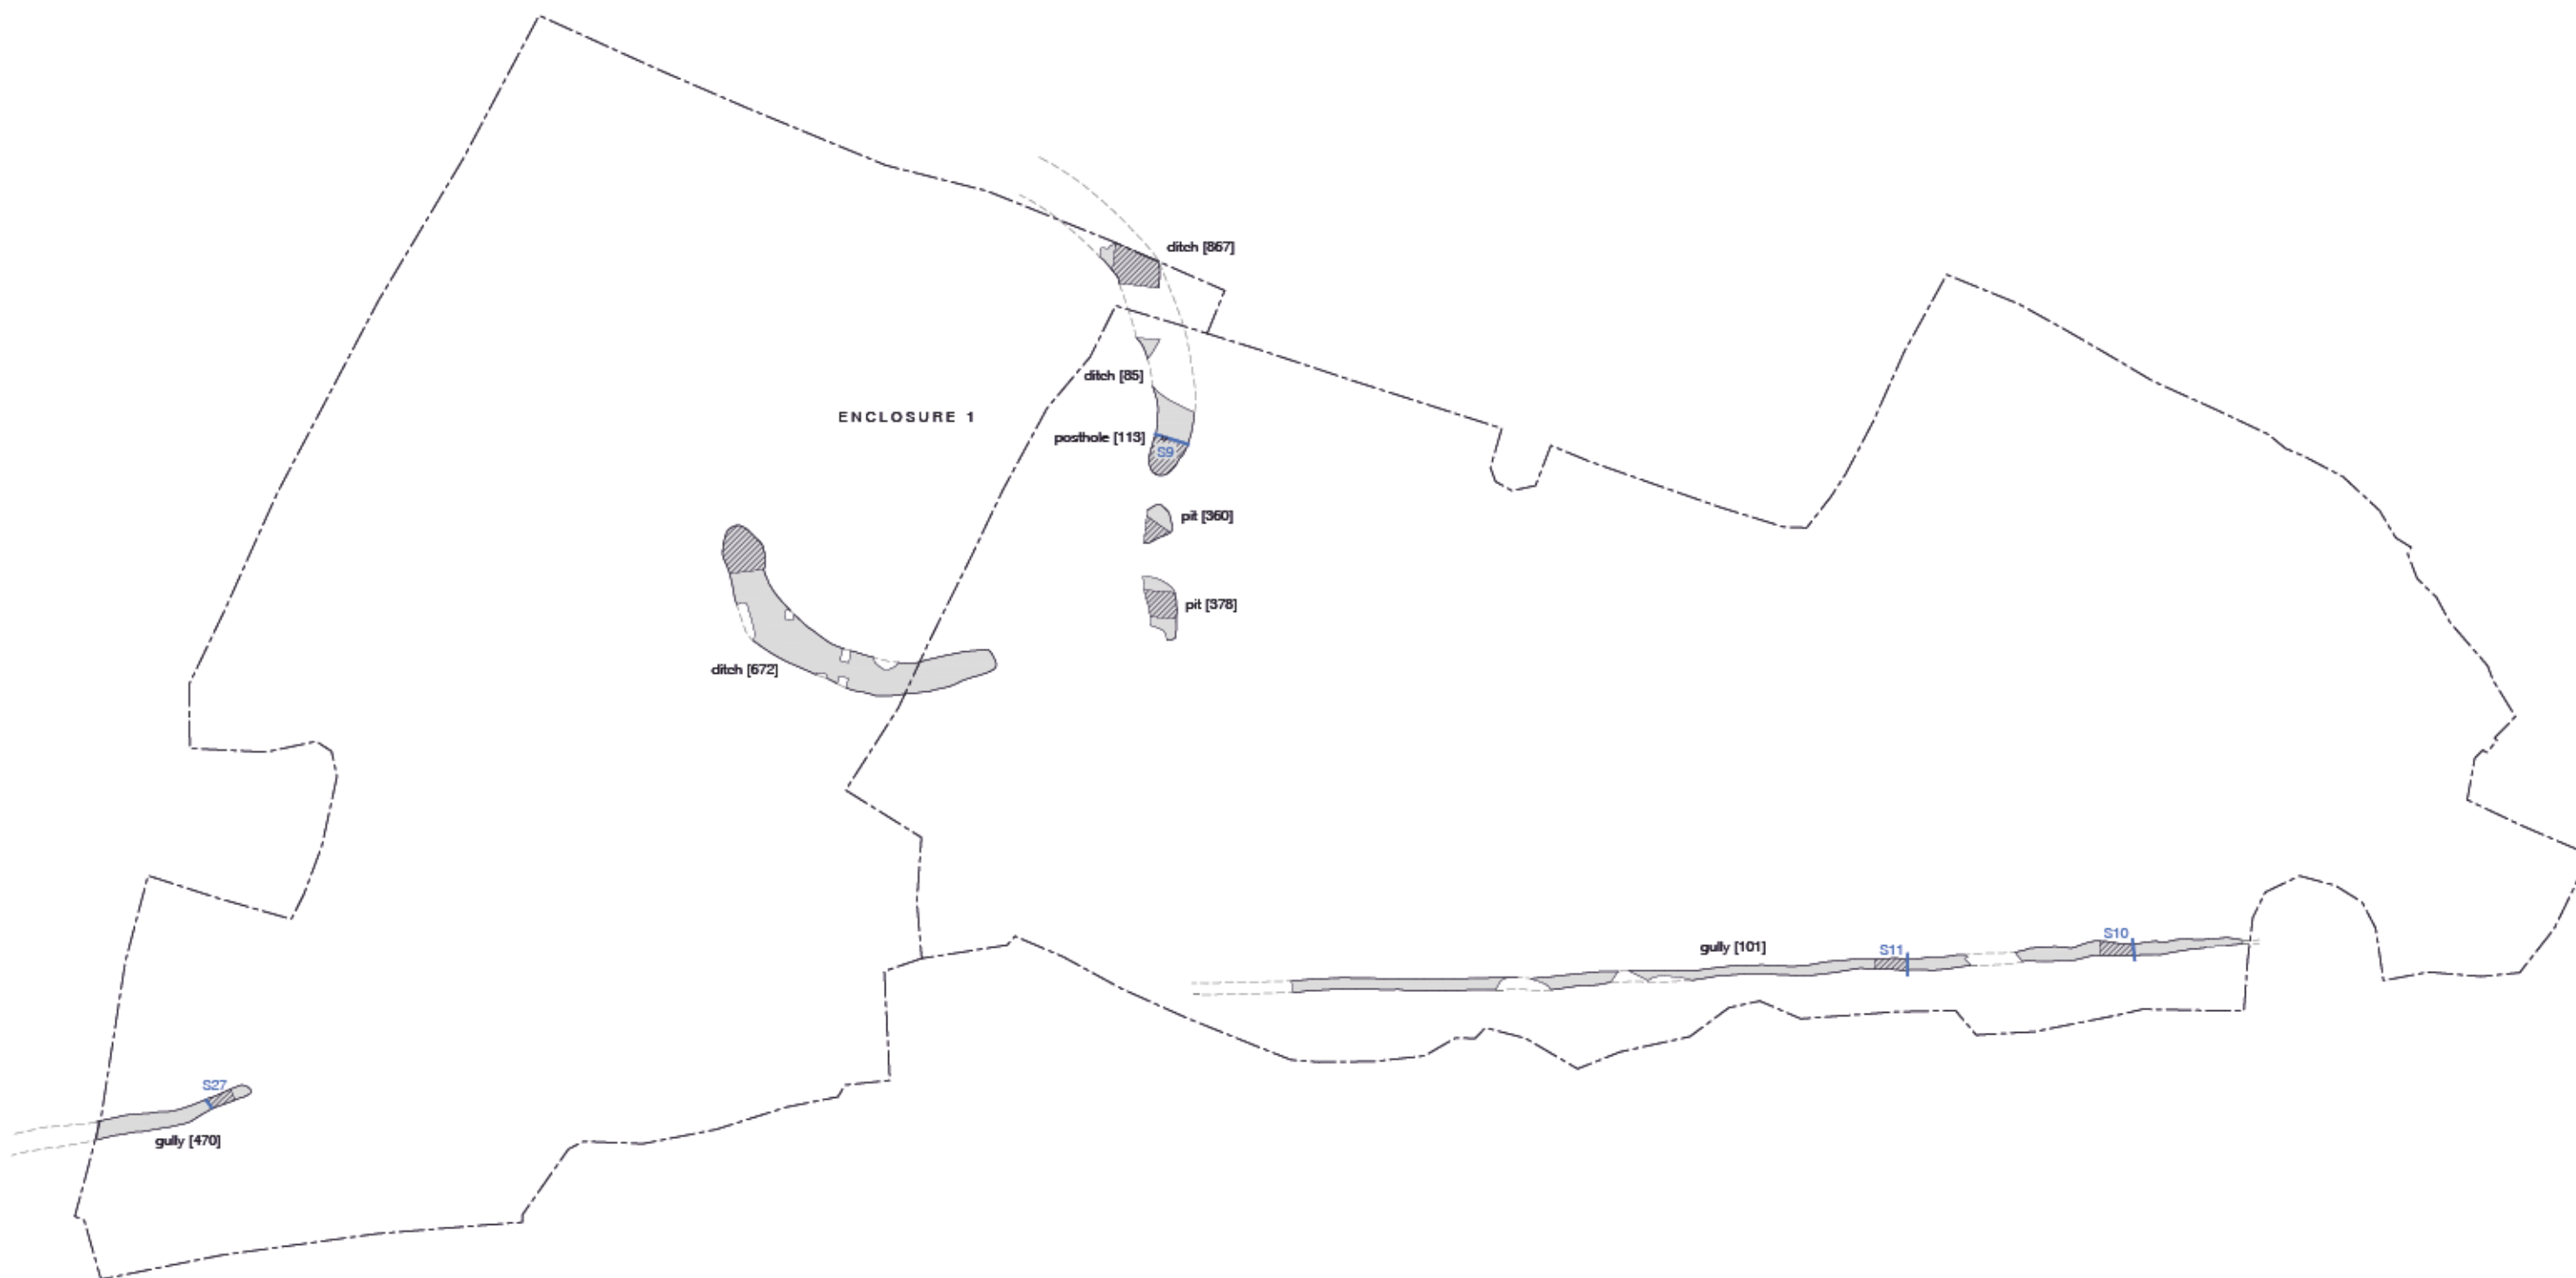 ditch [867]
ditch [85]
ENCLOSURE 1
posthole [113]
S9
pit [360]
pit [378]
ditch [672]
S10
gully [101]
S11
S27
gully [470]